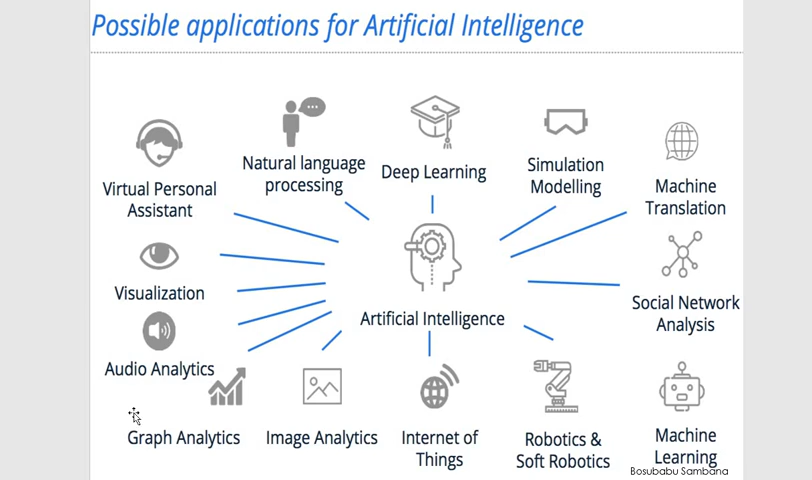 Possible applications for Artificial Intelligence
Natural language
processing
Deep Learning
Simulation
Modelling
Virtual Personal
Assistant
Machine
Translation
Visualization
Artificial Intelligence
Social Network
Analysis
Audio Analytics
Graph Analytics
Image Analytics
Internet of
Things
Robotics &
Soft Robotics
Machine
Learning
Bosubabu Sambana